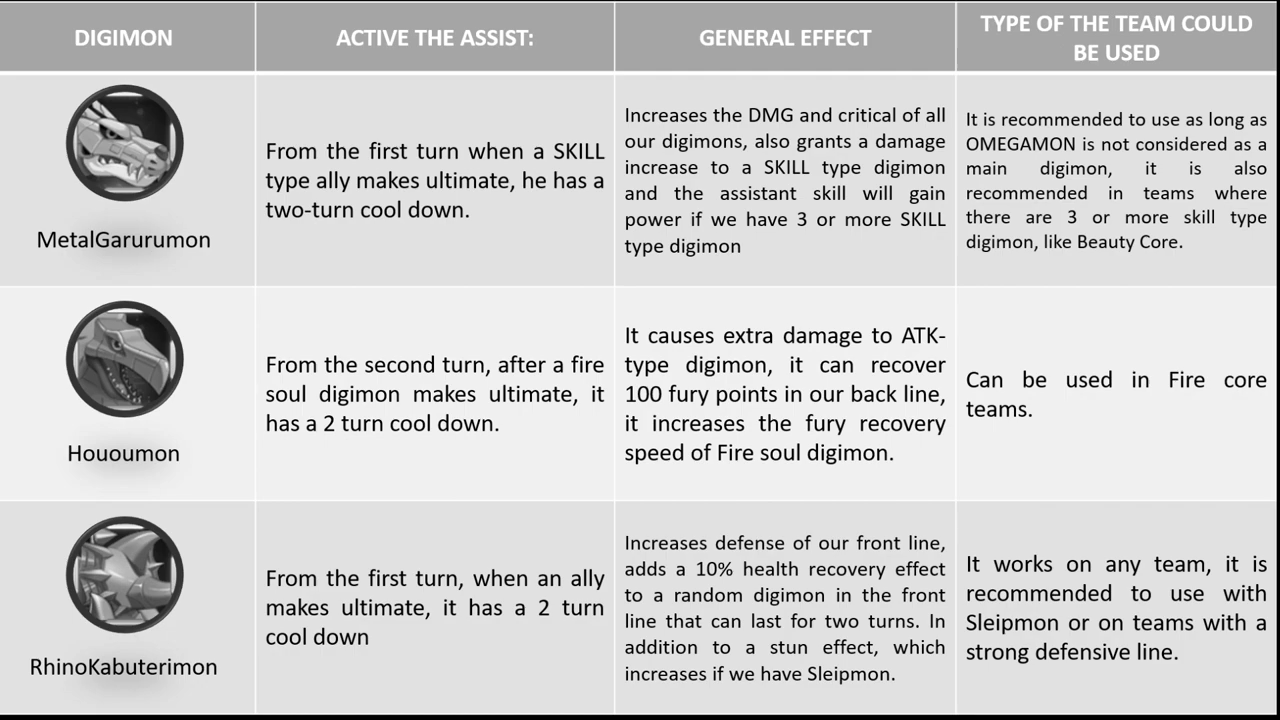 DIGIMON
ACTIVE THE ASSIST:
GENERAL EFFECT
TYPE OF THE TEAM COULD
BE USED
MetalGarurumon
From the first turn when a SKILL
type ally makes ultimate, he has a
two-turn cool down.
Increases the DMG and critical of all
our digimons, also grants a damage
increase to a SKILL type digimon
and the assistant skill will gain
power if we have 3 or more SKILL
type digimon
It is recommended to use as long as
OMEGAMON is not considered as a
main digimon, it is also
recommended in teams where
there are 3 or more skill type
digimon, like Beauty Core.
Hououmon
From the second turn, after a fire
soul digimon makes ultimate, it
has a 2 turn cool down.
It causes extra damage to ATK-
type digimon, it can recover
100 fury points in our back line,
it increases the fury recovery
speed of Fire soul digimon.
Can be used in Fire core
teams.
RhinoKabuterimon
From the first turn, when an ally
makes ultimate, it has a 2 turn
cool down
Increases defense of our front line,
adds a 10% health recovery effect
to a random digimon in the front
line that can last for two turns. In
addition to a stun effect, which
increases if we have Sleipmon.
It works on any team, it is
recommended to use with
Sleipmon or on teams with a
strong defensive line.